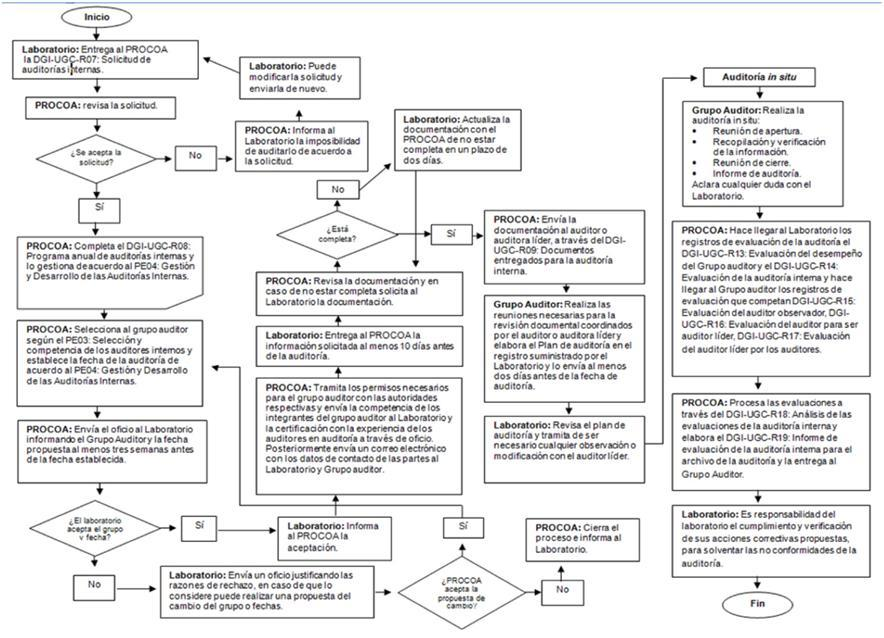 Inicio
Laboratorio: Entrega al PROCOA
la DGI-UGC-R07: Solicitud de
auditorías internas.
PROCOA: revisa la solicitud.
¿Se acepta la
solicitud?
No
PROCOA: Informa al
Laboratorio la imposibilidad
de auditarlo de acuerdo a
la solicitud.
Laboratorio: Puede
modificar la solicitud y
enviarla de nuevo.
Sí
PROCOA: Completa el DGI-UGC-R08:
Programa anual de auditorías internas y
lo gestiona de acuerdo al PE04: Gestión
y Desarrollo de las Auditorías Internas.
PROCOA: Selecciona al grupo auditor
según el PE03: Selección y
competencia de los auditores internos y
establece la fecha de la auditoría de
acuerdo al PE04: Gestión y Desarrollo
de las Auditorías Internas.
PROCOA: Envía el oficio al Laboratorio
informando el Grupo Auditor y la fecha
propuesta al menos tres semanas antes
de la fecha establecida.
¿El laboratorio
acepta el grupo
y fecha?
Sí
Laboratorio: Informa
al PROCOA la
aceptación.
No
Laboratorio: Envía un oficio justificando las
razones de rechazo, en caso de que lo
considere puede realizar una propuesta del
cambio del grupo o fechas.
¿PROCOA
acepta la
propuesta de
cambio?
Sí
No
PROCOA: Cierra el
proceso e informa al
Laboratorio.
PROCOA: Tramita los permisos necesarios
para el grupo auditor con las autoridades
respectivas y envía la competencia de los
integrantes del grupo auditor al Laboratorio y
la certificación con la experiencia de los
auditores en auditoría a través de oficio.
Posteriormente envía un correo electrónico
con los datos de contacto de las partes al
Laboratorio y Grupo auditor.
Laboratorio: Entrega al PROCOA la
información solicitada al menos 10 días antes
de la auditoría.
PROCOA: Revisa la documentación y en
caso de no estar completa solicita al
Laboratorio la documentación.
¿Está
completa?
No
Laboratorio: Actualiza la
documentación con el
PROCOA de no estar
completa en un plazo de
dos días.
Sí
PROCOA: Envía la
documentación al auditor o
auditora líder, a través del DGI-
UGC-R09: Documentos
entregados para la auditoría
interna.
Grupo Auditor: Realiza las
reuniones necesarias para la
revisión documental coordinados
por el auditor o auditora líder y
elabora el Plan de auditoría en el
registro suministrado por el
Laboratorio y lo envía al menos
dos días antes de la fecha de
auditoría.
Laboratorio: Revisa el plan de
auditoría y tramita de ser
necesario cualquier observación o
modificación con el auditor líder.
Auditoría in situ
Grupo Auditor: Realiza la
auditoría in situ:
• Reunión de apertura.
• Recopilación y verificación
de la información.
• Reunión de cierre.
• Informe de auditoría.
Aclara cualquier duda con el
Laboratorio.
PROCOA: Hace llegar al Laboratorio los
registros de evaluación de la auditoría el
DGI-UGC-R13: Evaluación del desempeño
del Grupo auditor y el DGI-UGC-R14:
Evaluación de la auditoría interna y hace
llegar al Grupo auditor los registros de
evaluación que competan DGI-UGC-R15:
Evaluación del auditor observador, DGI-
UGC-R16: Evaluación del auditor para ser
auditor líder, DGI-UGC-R17: Evaluación
del auditor líder por los auditores.
PROCOA: Procesa las evaluaciones a
través del DGI-UGC-R18: Análisis de las
evaluaciones de la auditoría interna y
elabora el DGI-UGC-R19: Informe de
evaluación de la auditoría interna para el
archivo de la auditoría y la entrega al
Grupo Auditor.
Laboratorio: Es responsabilidad del
laboratorio el cumplimiento y verificación
de sus acciones correctivas propuestas,
para solventar las no conformidades de la
auditoría.
Fin